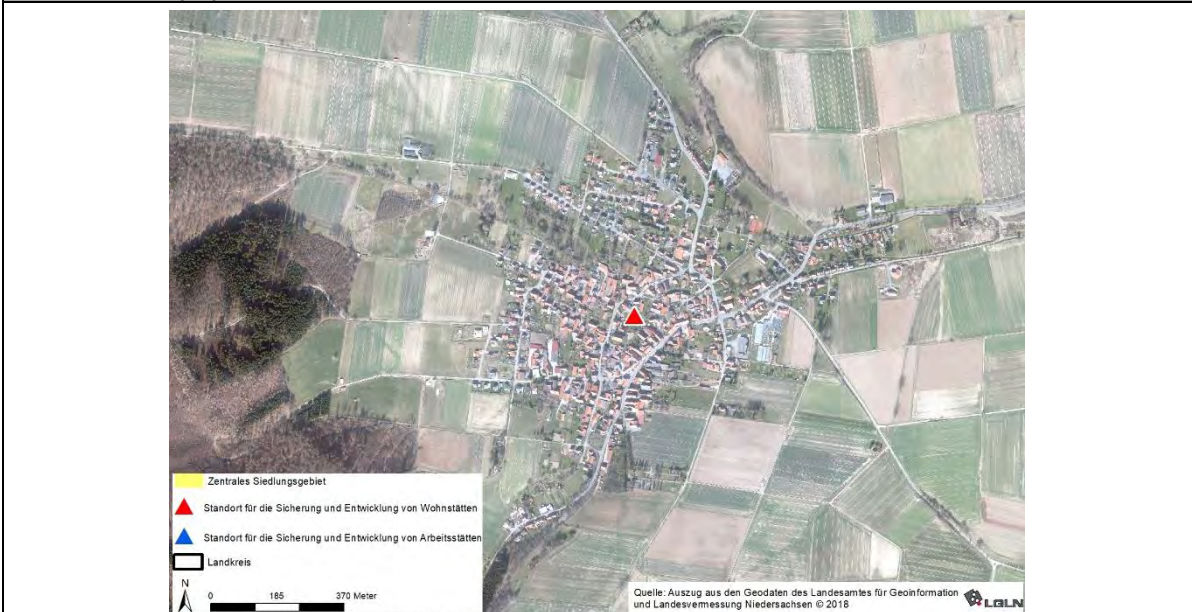 Zentrales Siedlungsgebiet
Standort für die Sicherung und Entwicklung von Wohnstätten
Standort für die Sicherung und Entwicklung von Arbeitsstätten
Landkreis
N
0 185 370 Meter
Quelle: Auszug aus den Geodaten des Landesamtes für Geoinformation
und Landesvermessung Niedersachsen © 2018
LGLN